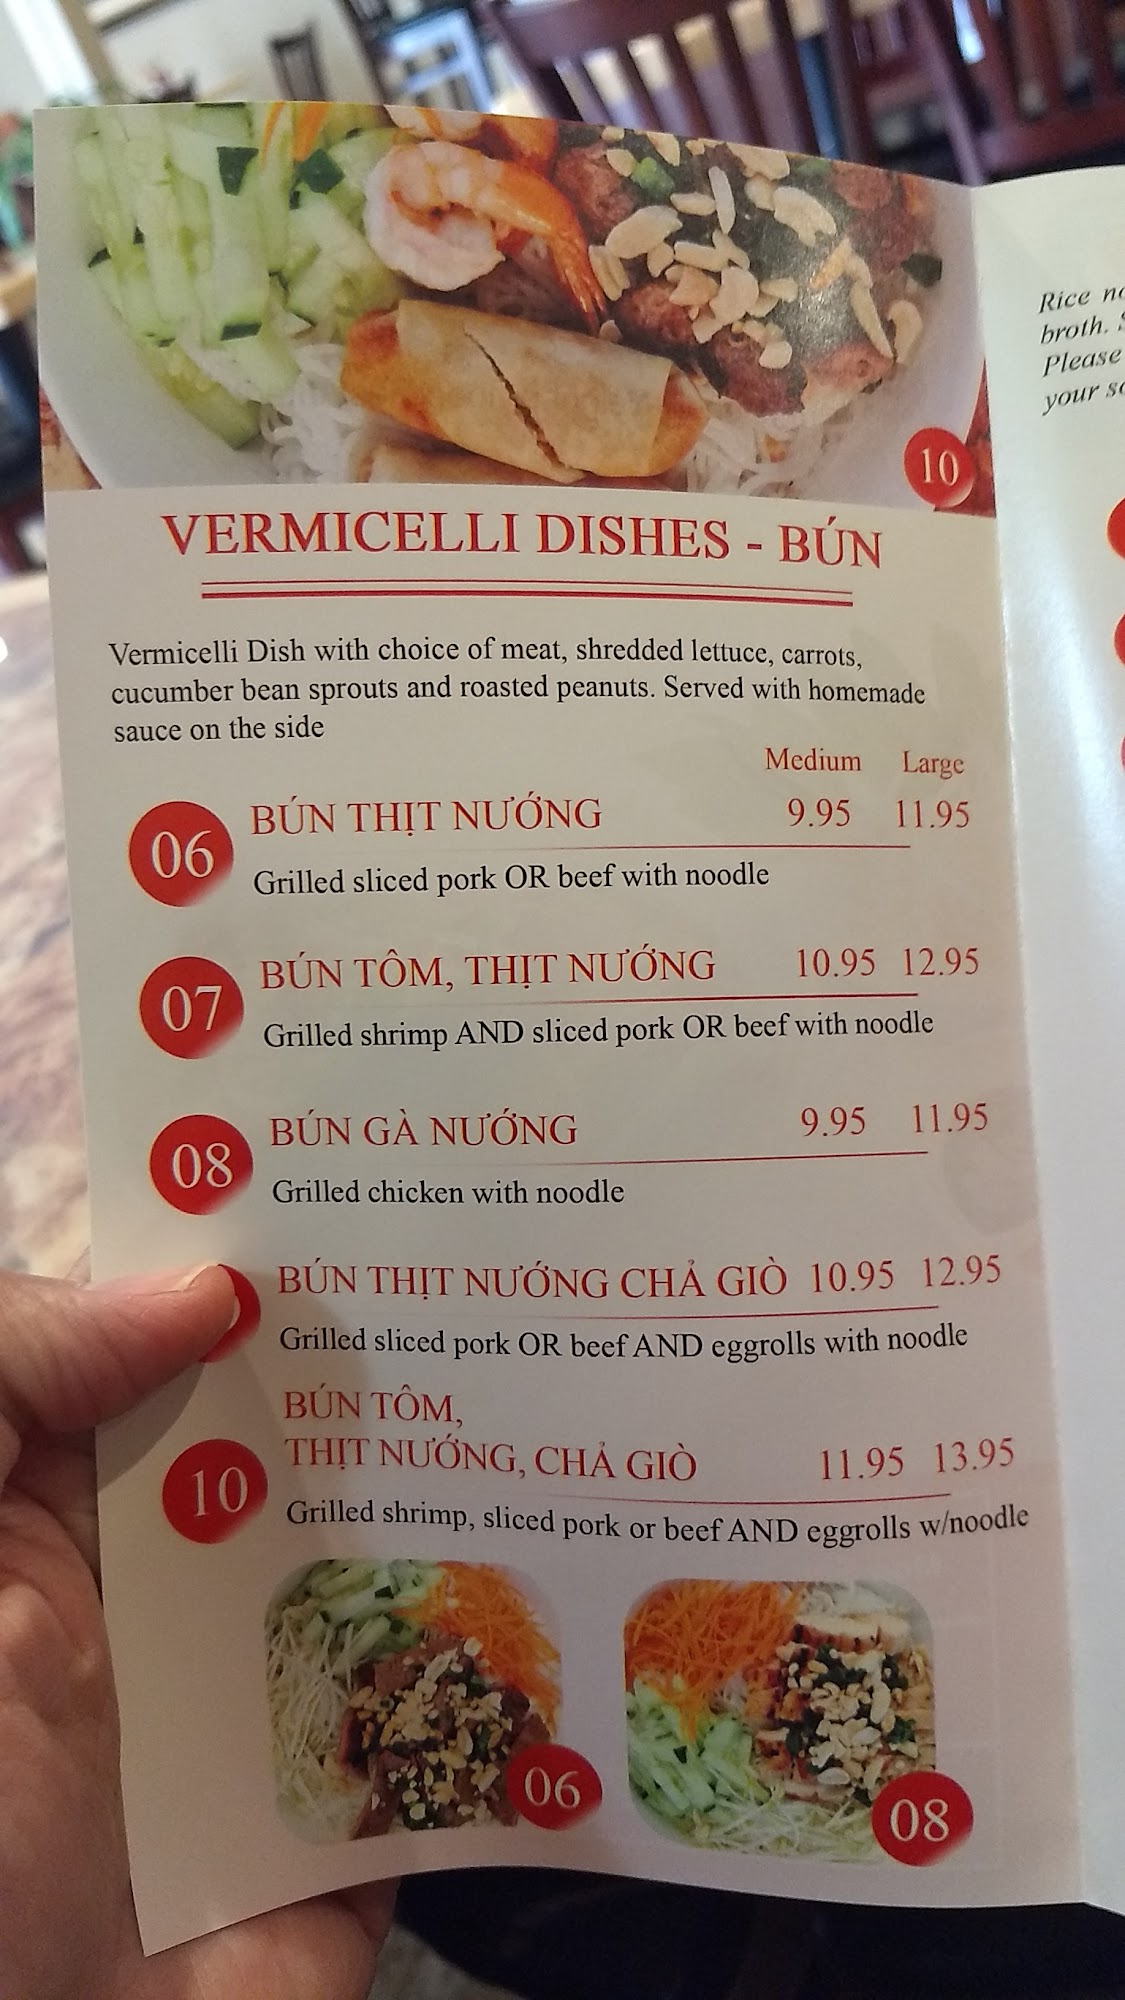 10
VERMICELLI DISHES - BÚN
Vermicelli Dish with choice of meat, shredded lettuce, carrots,
cucumber bean sprouts and roasted peanuts. Served with homemade
sauce on the side
Medium Large
06 BÚN THỊT NƯỚNG 9.95 11.95
Grilled sliced pork OR beef with noodle
07 BÚN TÔM, THỊT NƯỚNG 10.95 12.95
Grilled shrimp AND sliced pork OR beef with noodle
08 BÚN GÀ NƯỚNG 9.95 11.95
Grilled chicken with noodle
BÚN THỊT NƯỚNG CHẢ GIÒ 10.95 12.95
Grilled sliced pork OR beef AND eggrolls with noodle
BÚN TÔM,
10 THỊT NƯỚNG, CHẢ GIÒ 11.95 13.95
Grilled shrimp, sliced pork or beef AND eggrolls w/noodle
06 08
Rice
broth.
Please
your